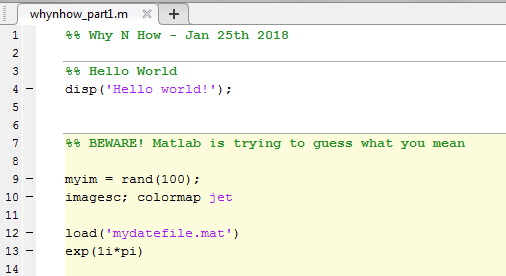 whynhow_part1.m × +
1 %% Why N How - Jan 25th 2018
2
3 %% Hello World
4 – disp('Hello world!');
5
6
7 %% BEWARE! Matlab is trying to guess what you mean
8
9 – myim = rand(100);
10 – imagesc; colormap jet
11
12 – load('mydatefile.mat')
13 – exp(1i*pi)
14